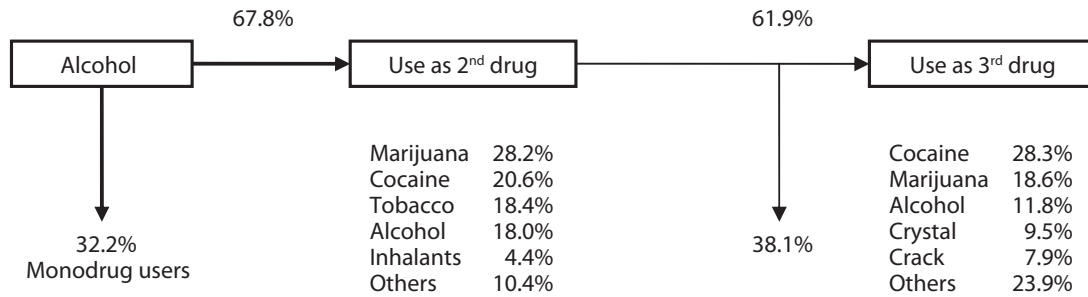 67.8%
61.9%
Alcohol
Use as 2nd drug
Use as 3rd drug
Marijuana 28.2%
Cocaine 20.6%
Tobacco 18.4%
Alcohol 18.0%
Inhalants 4.4%
Others 10.4%
Cocaine 28.3%
Marijuana 18.6%
Alcohol 11.8%
Crystal 9.5%
Crack 7.9%
Others 23.9%
32.2%
Monodrug users
38.1%